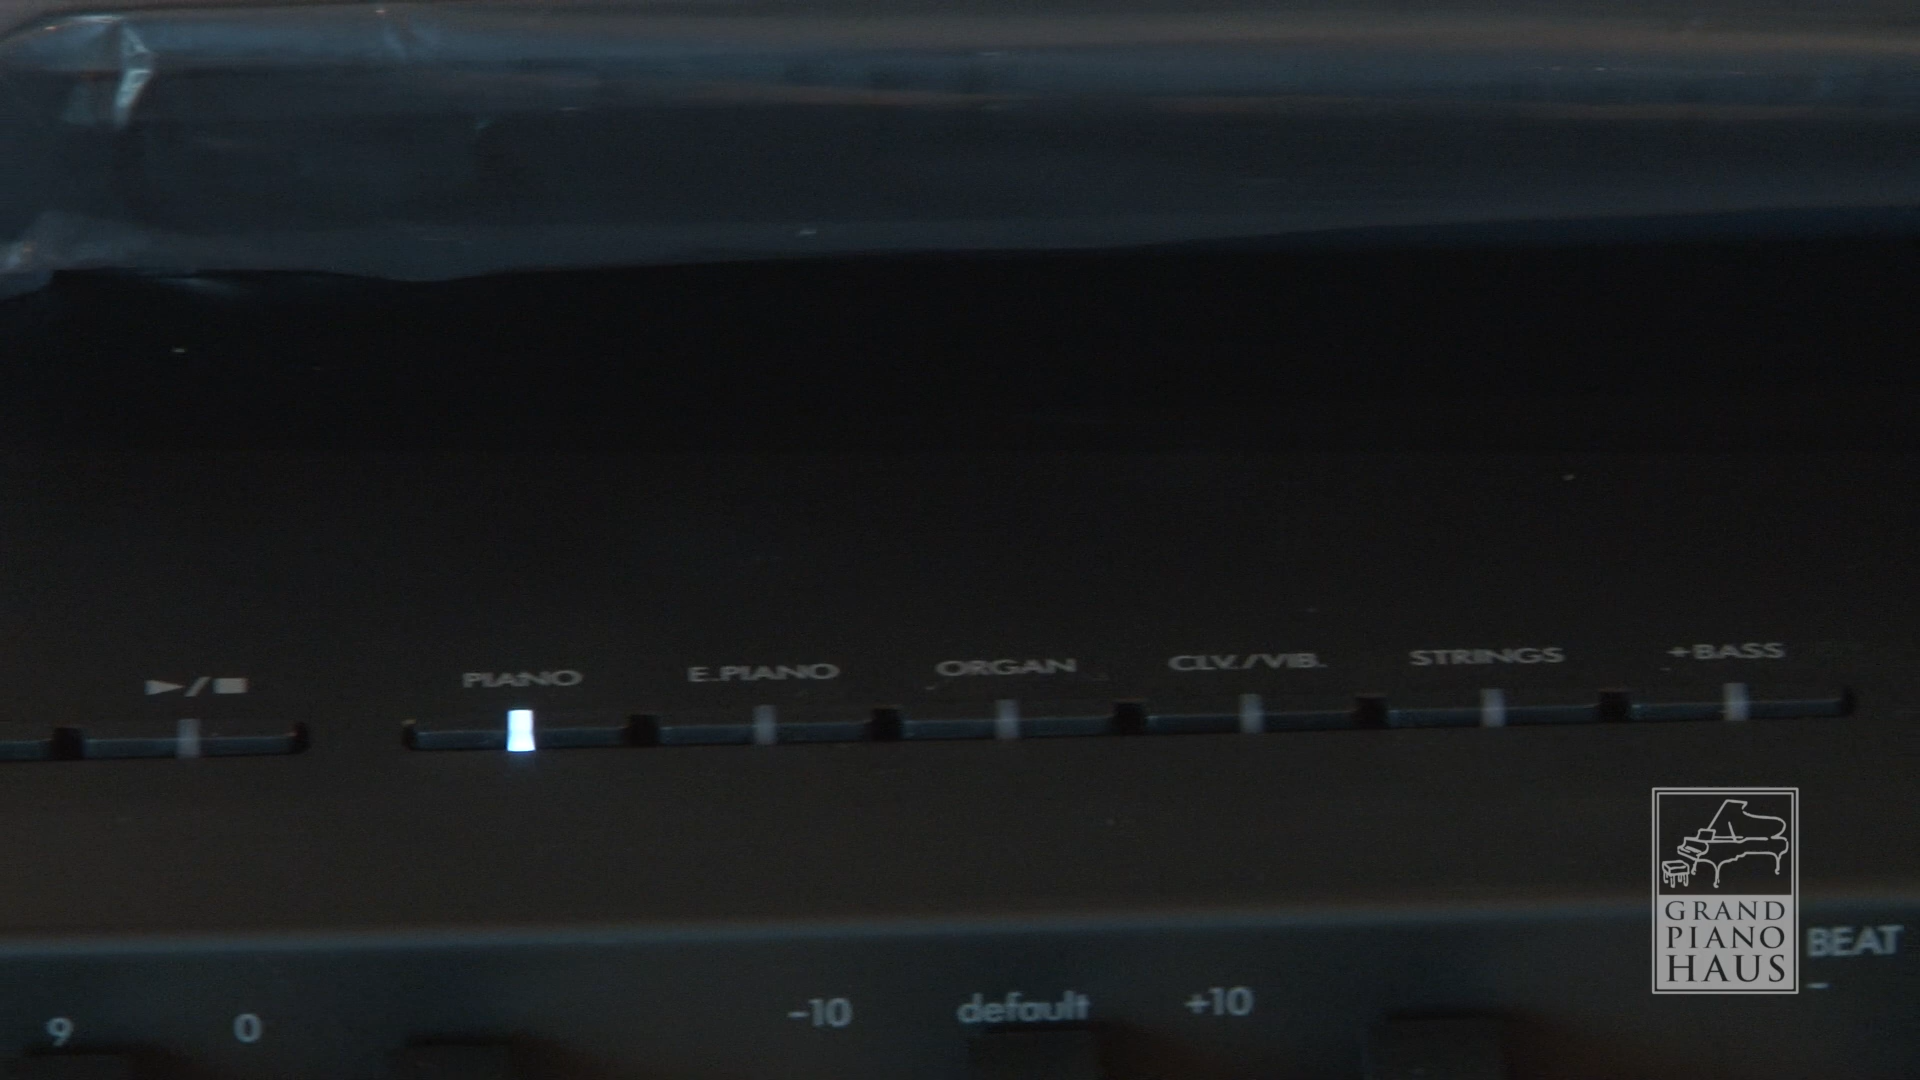 ►/■ PIANO E.PIANO ORGAN CLV./VIB. STRINGS +BASS
GRAND
PIANO
HAUS
BEAT
-
9 0 -10 default +10